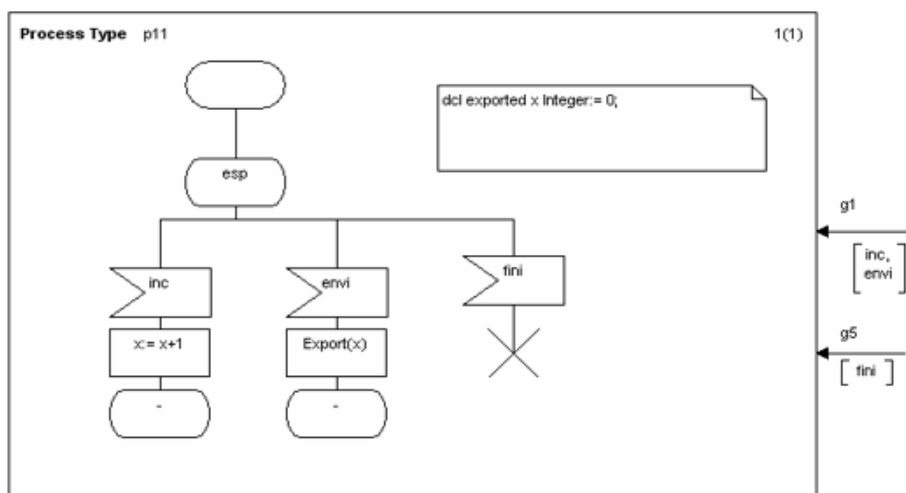 Process Type p11
1(1)
dcl exported x Integer:= 0;
esp
g1
inc
envi
fini
inc,
envi
x:= x+1
Export(x)
g5
fini
-
-